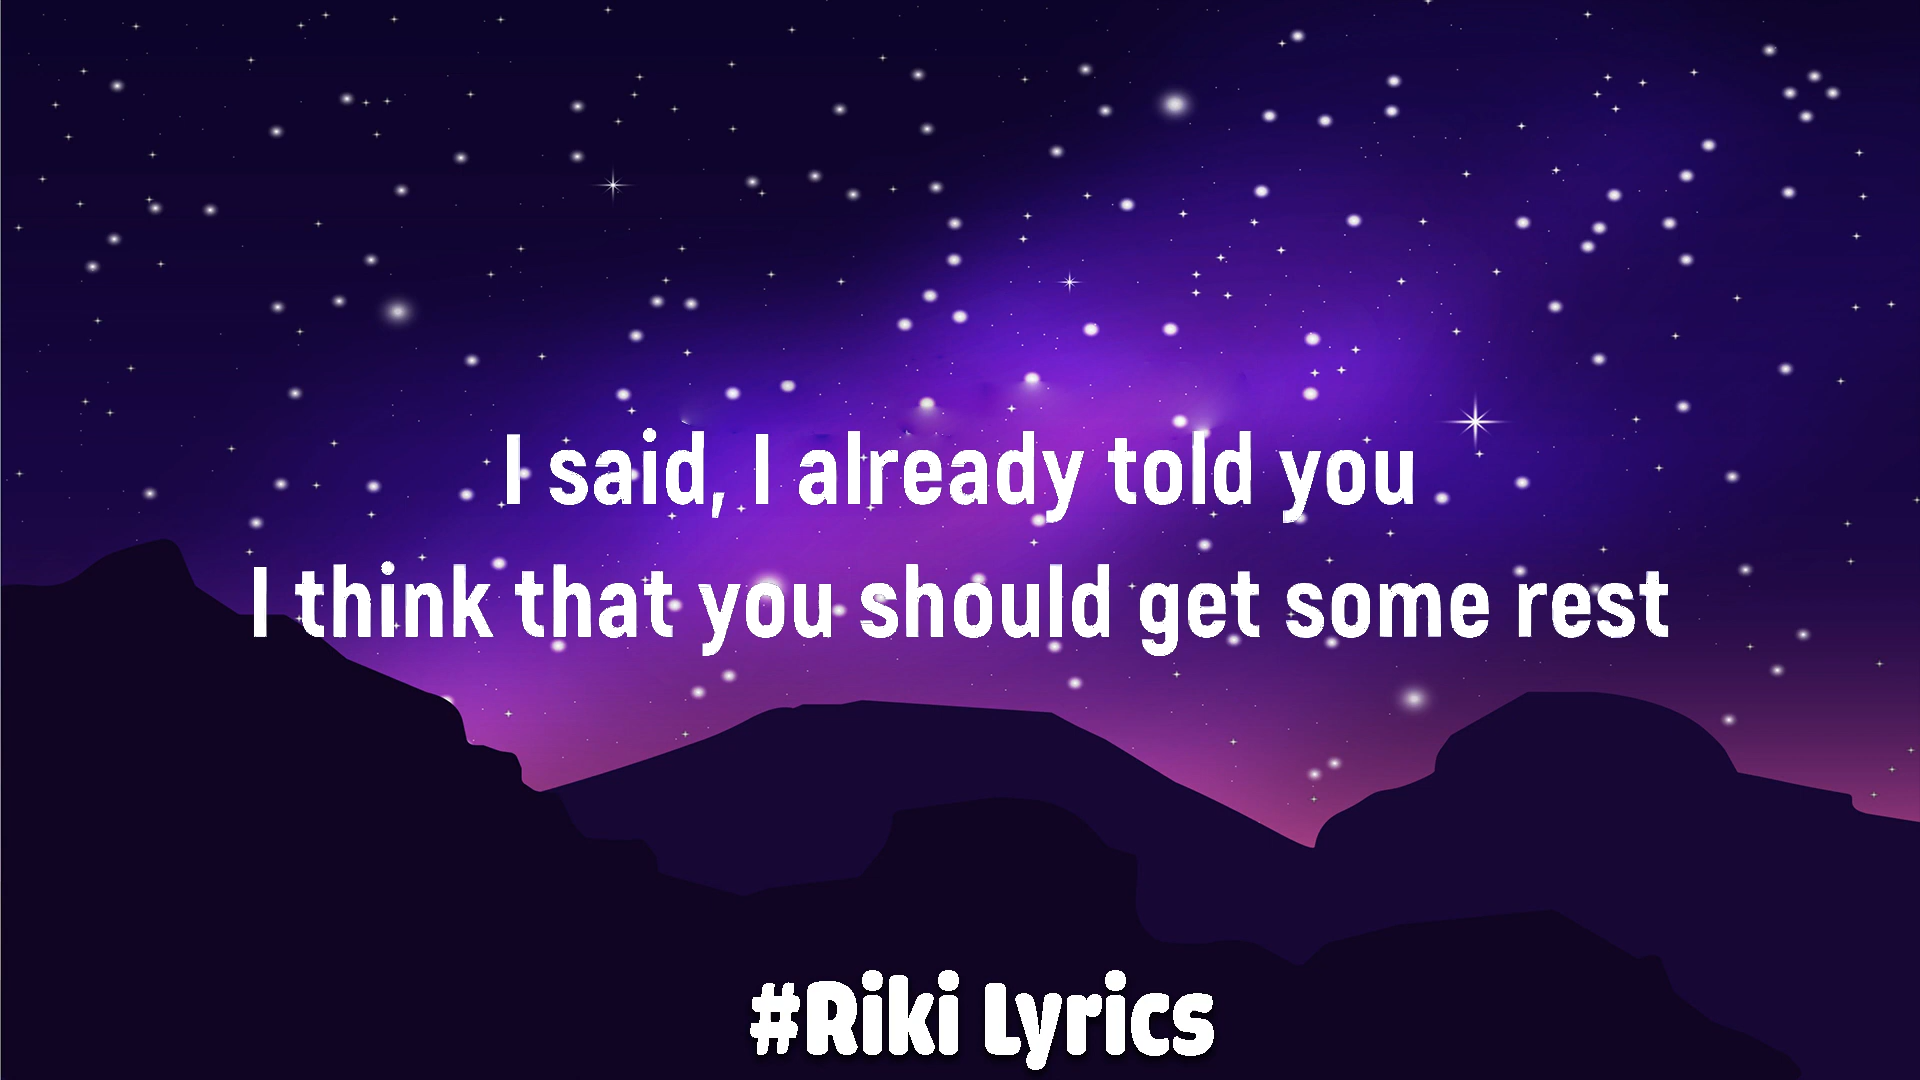 I said, I already told you
I think that you should get some rest
#Riki Lyrics